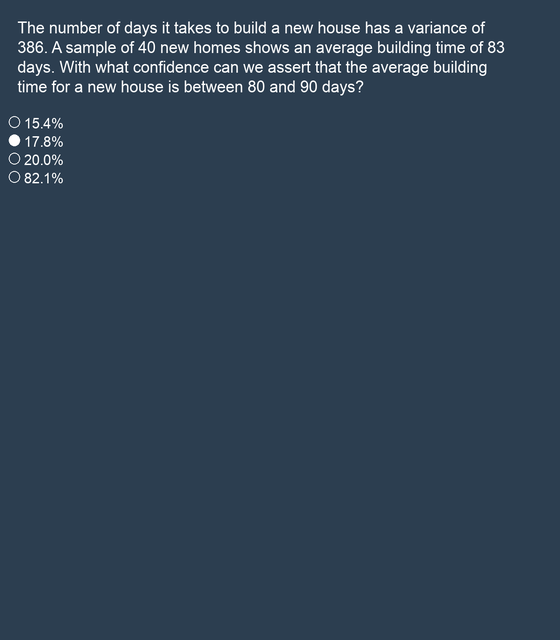 The number of days it takes to build a new house has a variance of
386. A sample of 40 new homes shows an average building time of 83
days. With what confidence can we assert that the average building
time for a new house is between 80 and 90 days?
15.4%
17.8%
20.0%
82.1%